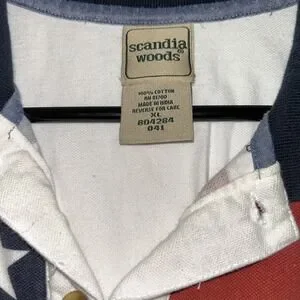 scandia
woods
100% COTTON
RN 81700
MADE IN INDIA
REVERSE FOR CARE
XL
804284
041